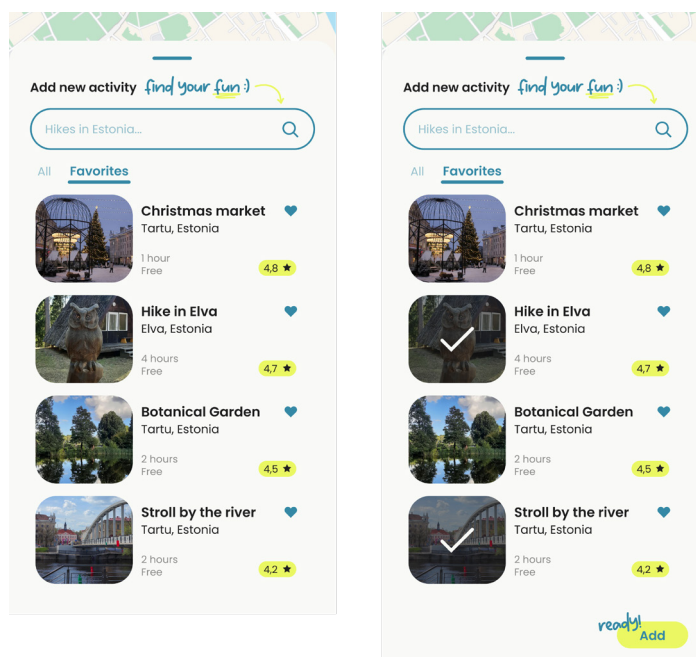 Add new activity find your fun :)
Hikes in Estonia...
All Favorites
Christmas market
Tartu, Estonia
1 hour
Free
4,8 ★
Hike in Elva
Elva, Estonia
4 hours
Free
4,7 ★
Botanical Garden
Tartu, Estonia
2 hours
Free
4,5 ★
Stroll by the river
Tartu, Estonia
2 hours
Free
4,2 ★
Add new activity find your fun :)
Hikes in Estonia...
All Favorites
Christmas market
Tartu, Estonia
1 hour
Free
4,8 ★
Hike in Elva
Elva, Estonia
4 hours
Free
4,7 ★
Botanical Garden
Tartu, Estonia
2 hours
Free
4,5 ★
Stroll by the river
Tartu, Estonia
2 hours
Free
4,2 ★
ready!
Add